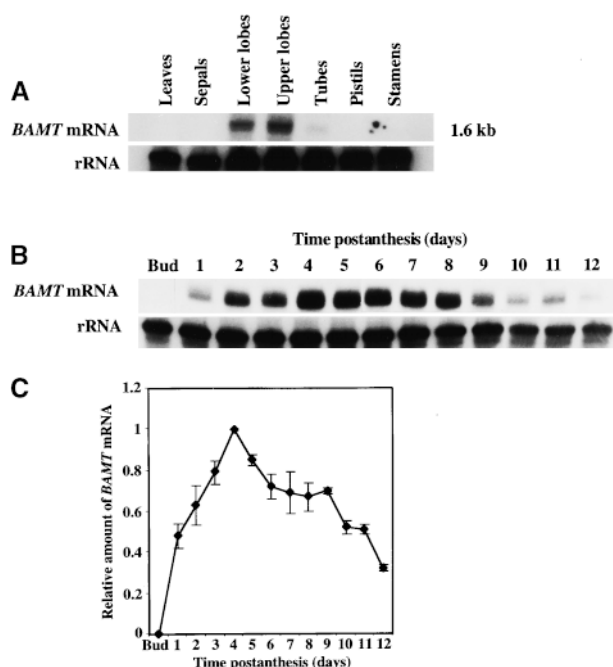 A
Leaves
Sepals
Lower lobes
Upper lobes
Tubes
Pistils
Stamens
BAMT mRNA
1.6 kb
rRNA
B
Time postanthesis (days)
Bud 1 2 3 4 5 6 7 8 9 10 11 12
BAMT mRNA
rRNA
C
Relative amount of BAMT mRNA
1.2
1
0.8
0.6
0.4
0.2
0
Bud 1 2 3 4 5 6 7 8 9 10 11 12
Time postanthesis (days)